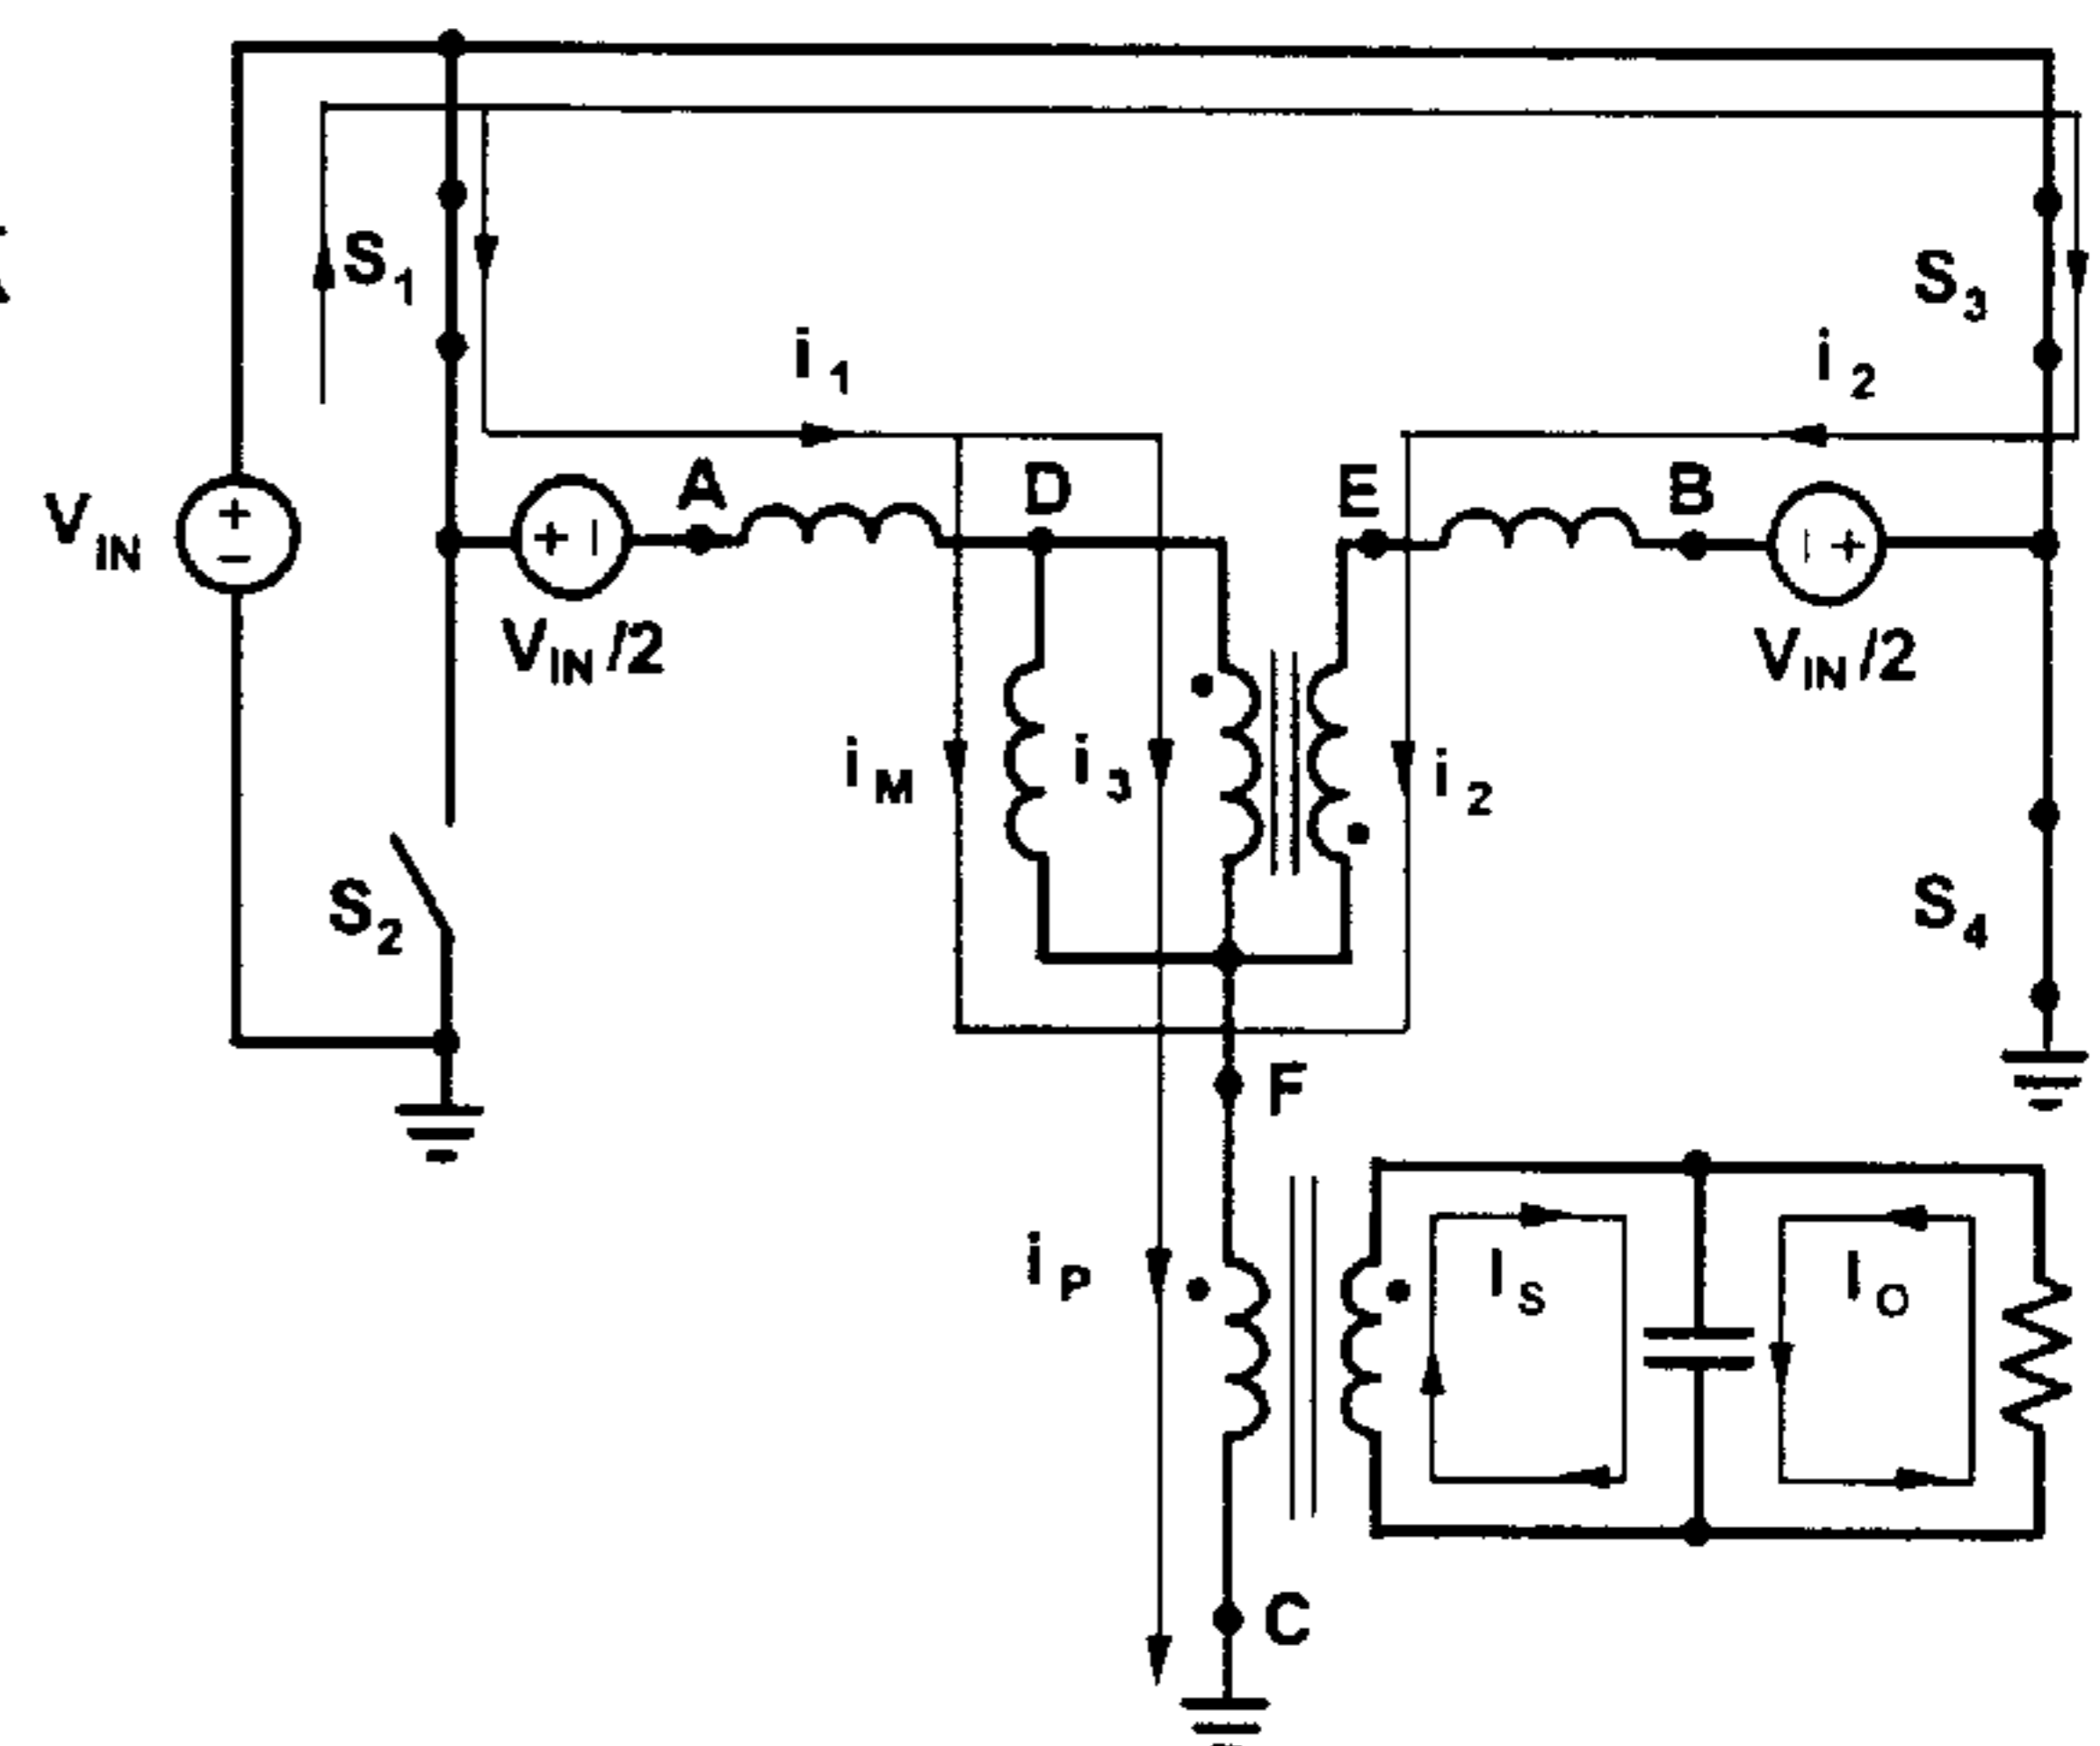 S1
S3
i1
i2
A
D
E
B
VIN
+
−
+ −
− +
VIN/2
VIN/2
iM
i3
i2
S2
S4
F
iP
IS
IO
C